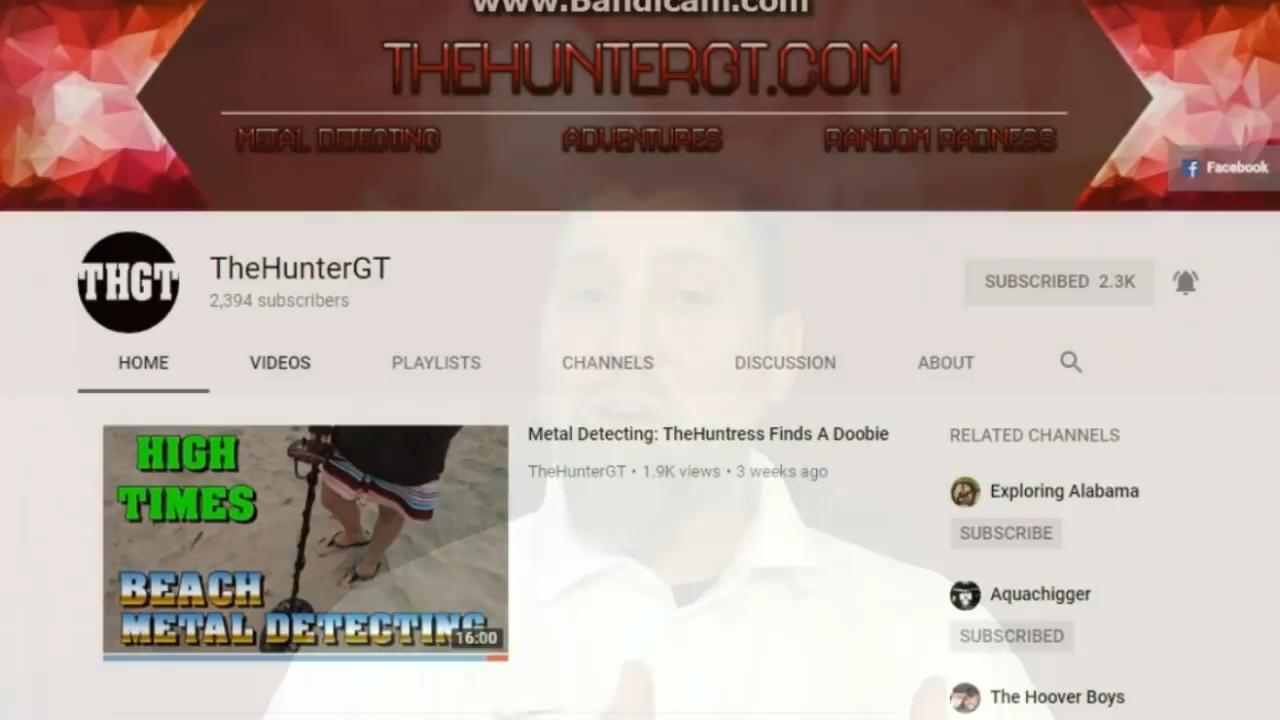 www.Bandicam.com
THEHUNTERGT.COM
METAL DETECTING ADVENTURES RANDOM RADNESS
Facebook
THGT
TheHunterGT
2,394 subscribers
SUBSCRIBED 2.3K
HOME VIDEOS PLAYLISTS CHANNELS DISCUSSION ABOUT
HIGH
TIMES
BEACH
METAL DETECTING
16:00
Metal Detecting: TheHuntress Finds A Doobie
TheHunterGT • 1.9K views • 3 weeks ago
RELATED CHANNELS
Exploring Alabama
SUBSCRIBE
Aquachigger
SUBSCRIBED
The Hoover Boys